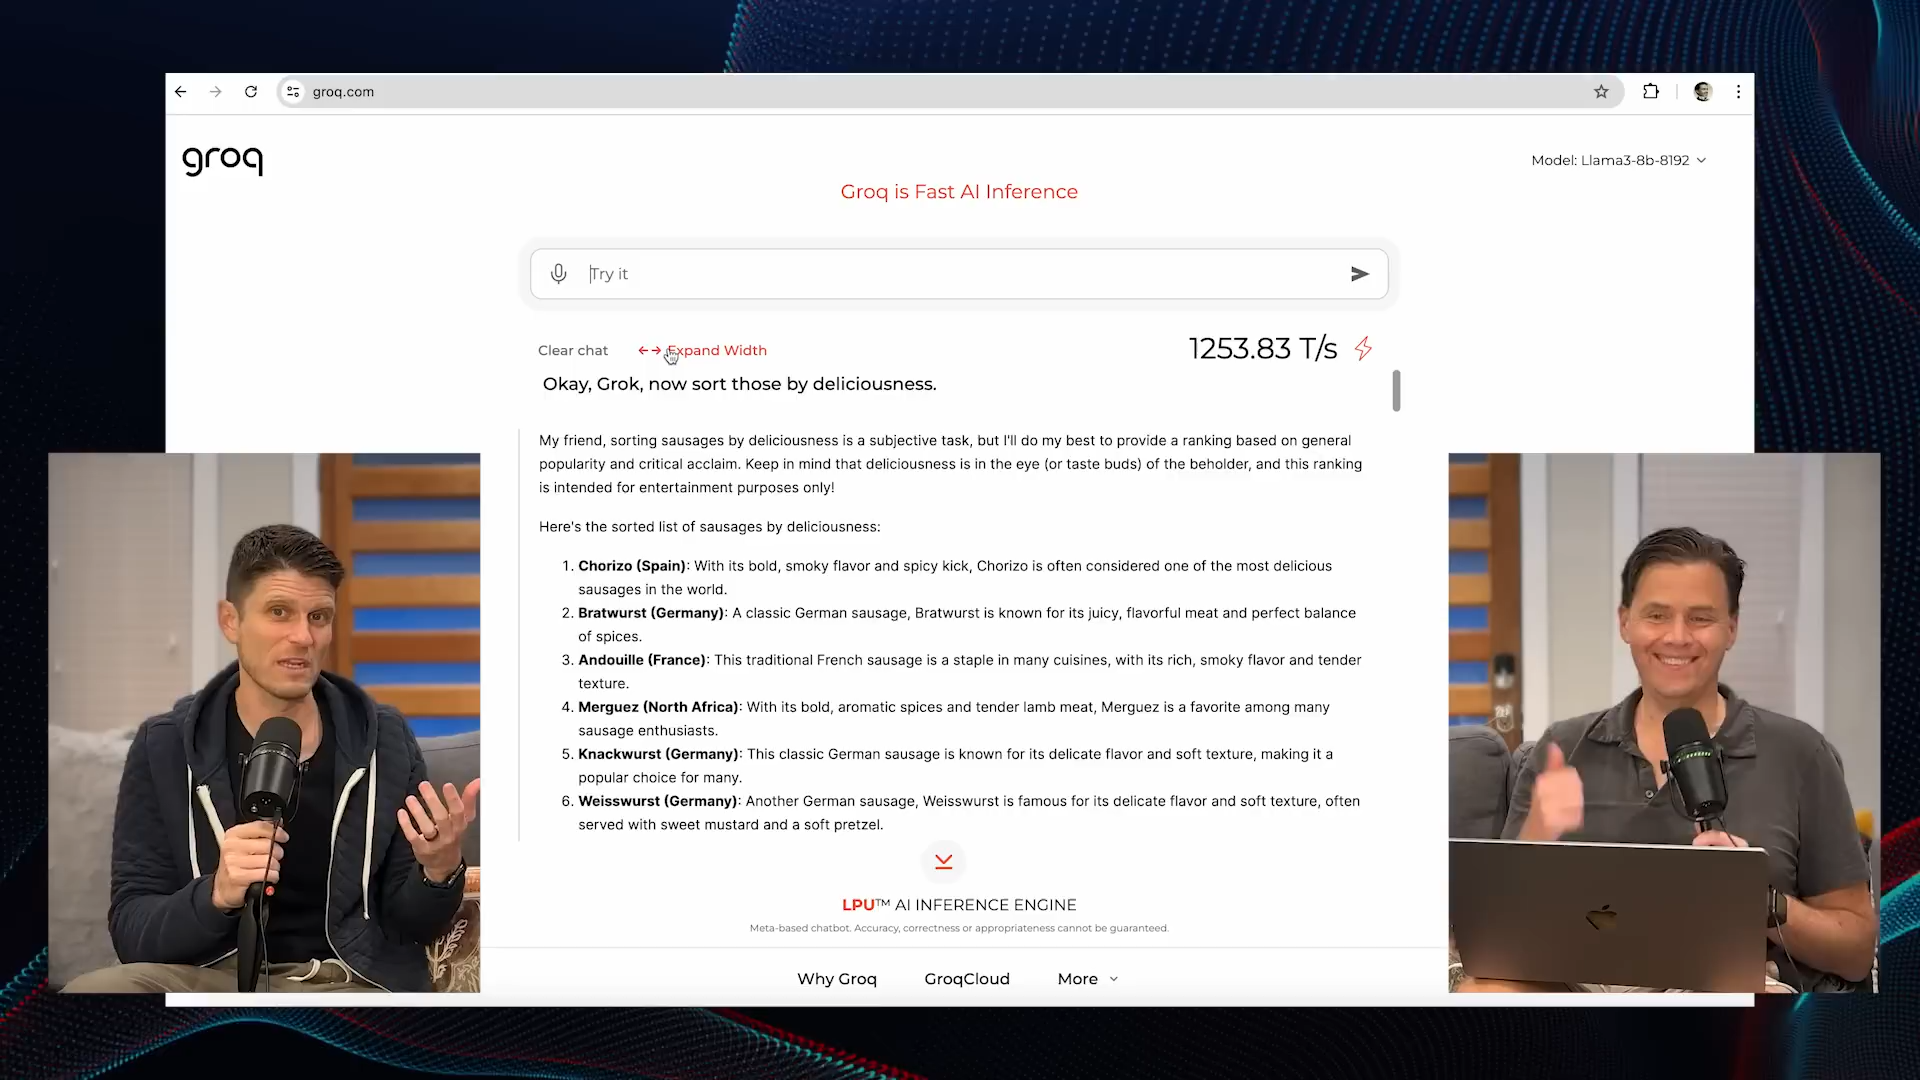 groq.com
groq
Model: Llama3-8b-8192
Groq is Fast AI Inference
Try it
Clear chat
Expand Width
1253.83 T/s
Okay, Grok, now sort those by deliciousness.
My friend, sorting sausages by deliciousness is a subjective task, but I'll do my best to provide a ranking based on general
popularity and critical acclaim. Keep in mind that deliciousness is in the eye (or taste buds) of the beholder, and this ranking
is intended for entertainment purposes only!
Here's the sorted list of sausages by deliciousness:
1. Chorizo (Spain): With its bold, smoky flavor and spicy kick, Chorizo is often considered one of the most delicious
sausages in the world.
2. Bratwurst (Germany): A classic German sausage, Bratwurst is known for its juicy, flavorful meat and perfect balance
of spices.
3. Andouille (France): This traditional French sausage is a staple in many cuisines, with its rich, smoky flavor and tender
texture.
4. Merguez (North Africa): With its bold, aromatic spices and tender lamb meat, Merguez is a favorite among many
sausage enthusiasts.
5. Knackwurst (Germany): This classic German sausage is known for its delicate flavor and soft texture, making it a
popular choice for many.
6. Weisswurst (Germany): Another German sausage, Weisswurst is famous for its delicate flavor and soft texture, often
served with sweet mustard and a soft pretzel.
LPU™ AI INFERENCE ENGINE
Meta-based chatbot. Accuracy, correctness or appropriateness cannot be guaranteed.
Why Groq
GroqCloud
More